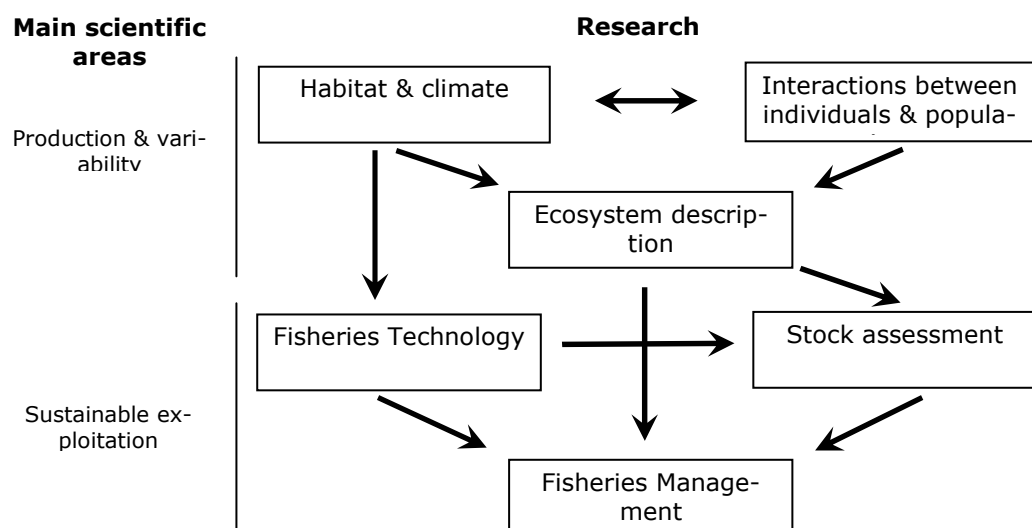 Main scientific
areas
Research
Production & vari-
ability
Habitat & climate
Interactions between
individuals & popula-
Ecosystem descrip-
tion
Sustainable ex-
ploitation
Fisheries Technology
Stock assessment
Fisheries Manage-
ment